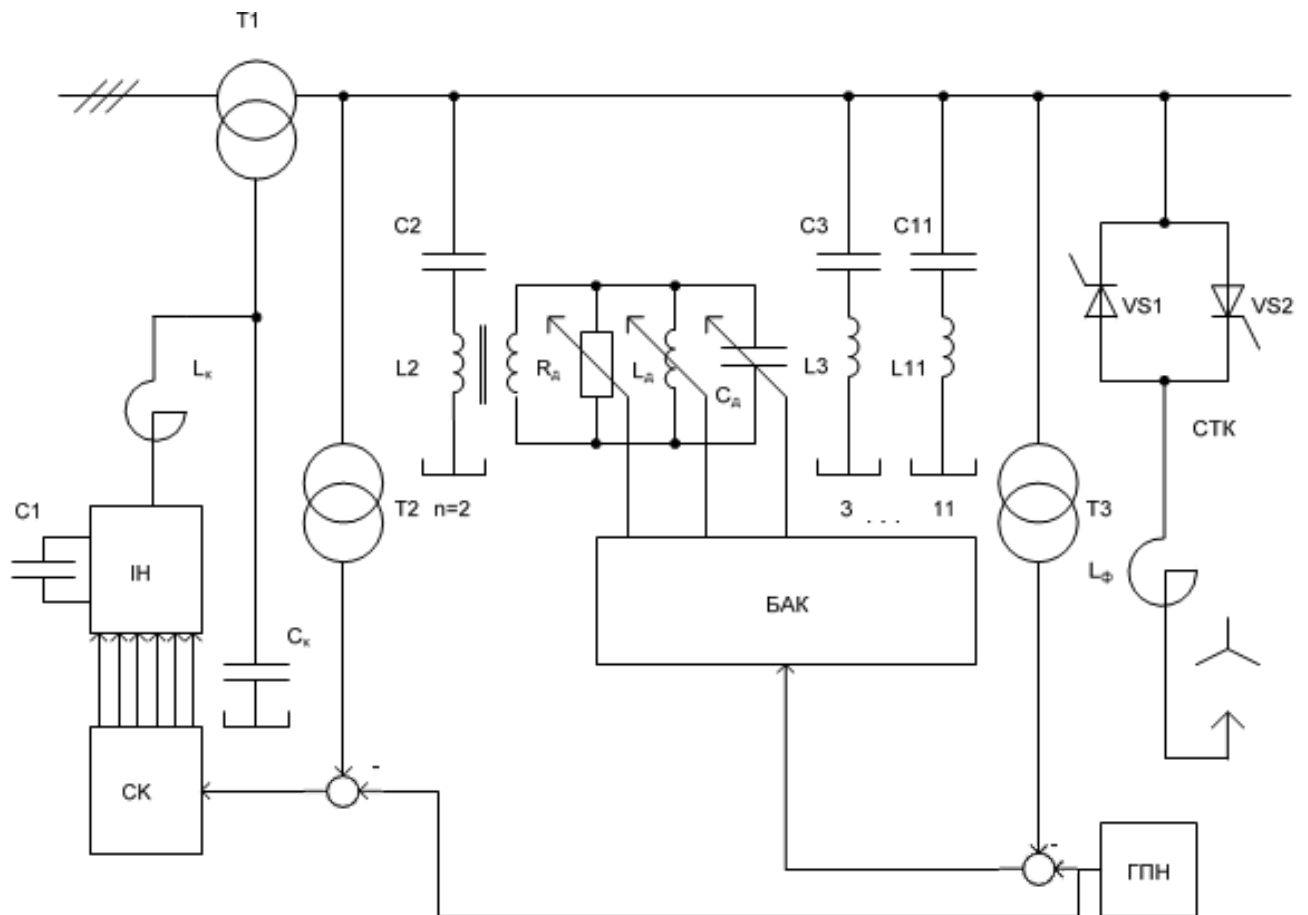 T1
C2
C3
C11
VS1
VS2
Lк
L2
Rд
Lд
Cд
L3
L11
СТК
C1
T2
n=2
3
. . .
11
T3
Lф
ІН
БАК
Cк
СК
-
-
ГПН